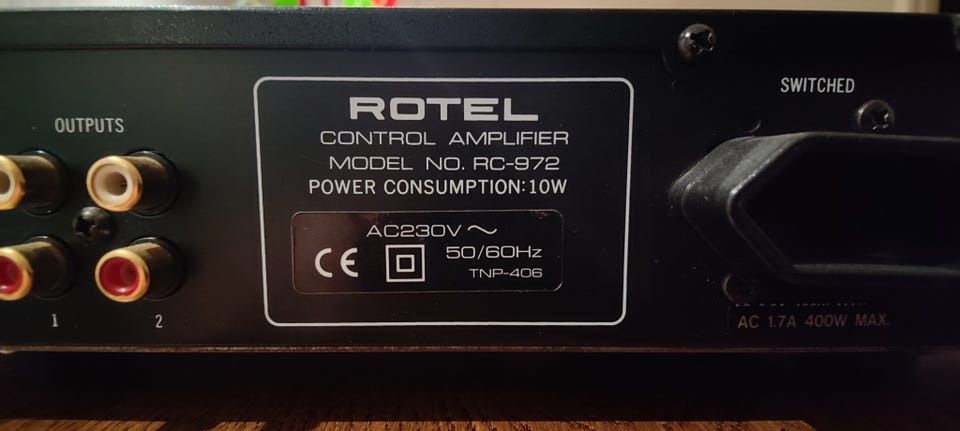 OUTPUTS
1
2
ROTEL
CONTROL AMPLIFIER
MODEL NO. RC-972
POWER CONSUMPTION:10W
AC230V ~
50/60Hz
TNP-406
CE
SWITCHED
AC 1.7A 400W MAX.